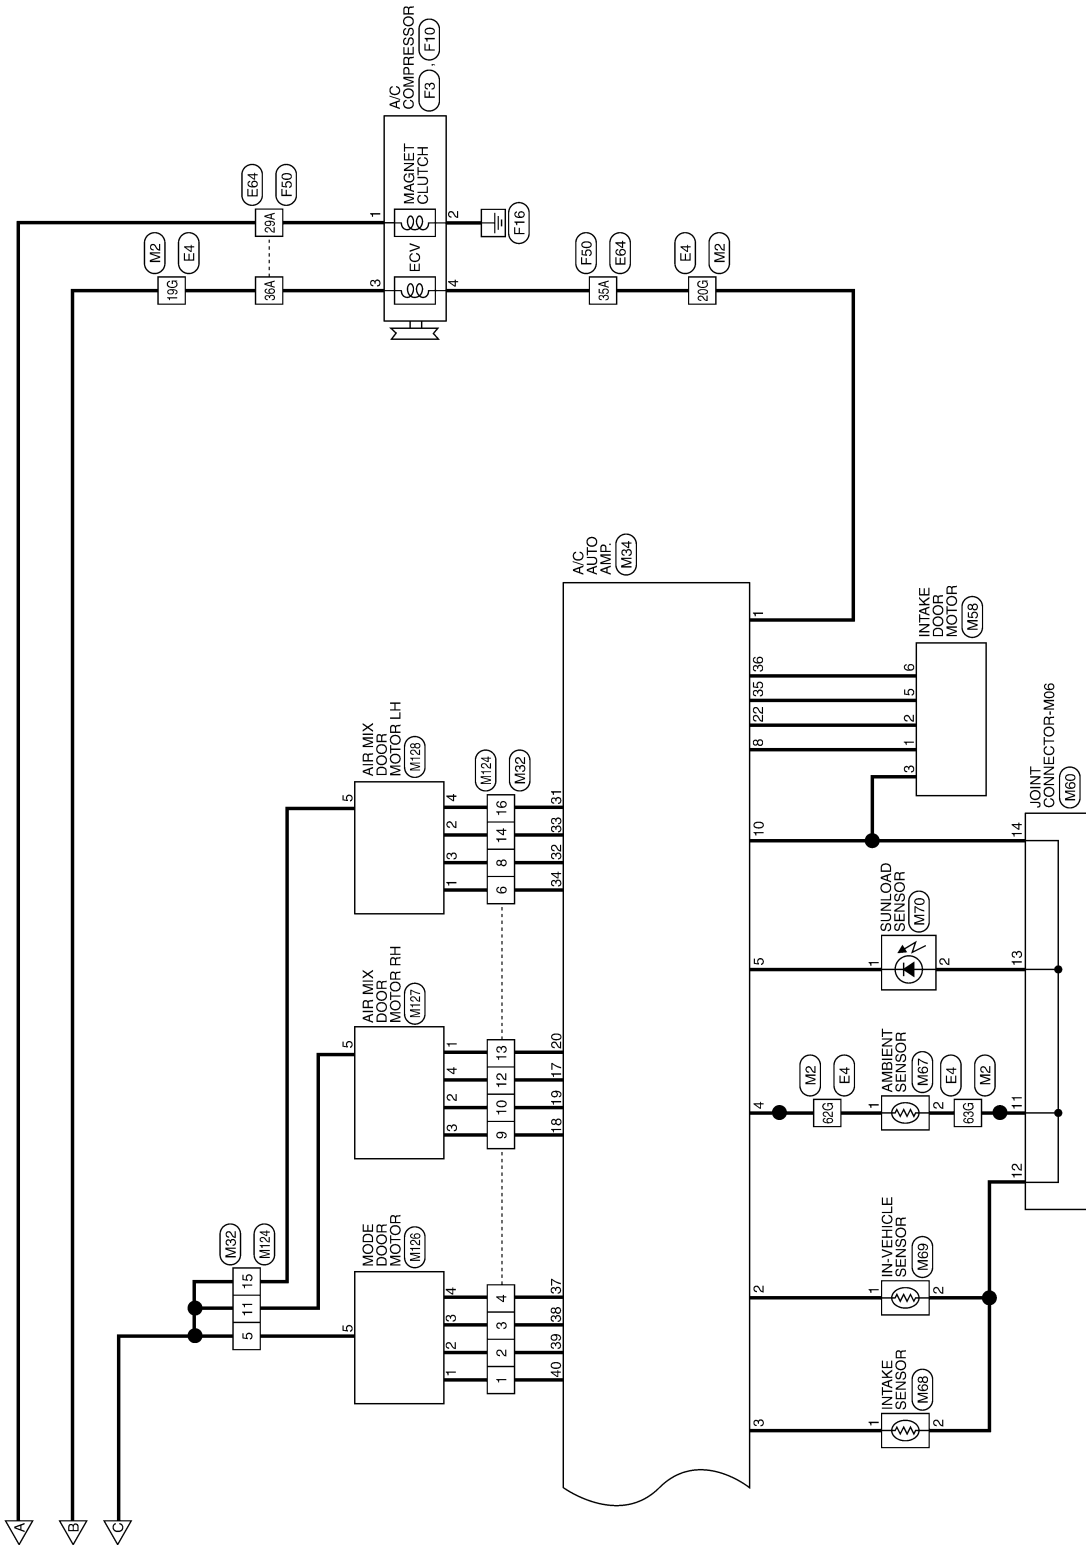 A/C
COMPRESSOR
F3 , F10
MAGNET
CLUTCH
ECV
1
2
3
4
F16
E64
F50
29A
36A
M2
E4
19G
F50
E64
35A
E4
M2
20G
A/C
AUTO
AMP.
M34
1
36
35
22
8
10
5
4
2
3
INTAKE
DOOR
MOTOR
M58
6
5
2
1
3
JOINT
CONNECTOR-M06
M60
14
13
11
12
AIR MIX
DOOR
MOTOR LH
M128
5
4
2
3
1
M124
M32
16
14
8
6
31
33
32
34
AIR MIX
DOOR
MOTOR RH
M127
5
1
4
2
3
13
12
10
9
20
17
19
18
MODE
DOOR
MOTOR
M126
5
4
3
2
1
4
3
2
1
37
38
39
40
M32
M124
15
11
5
SUNLOAD
SENSOR
M70
1
2
AMBIENT
SENSOR
M67
1
2
M2
E4
62G
E4
M2
63G
IN-VEHICLE
SENSOR
M69
1
2
INTAKE
SENSOR
M68
1
2
A
B
C